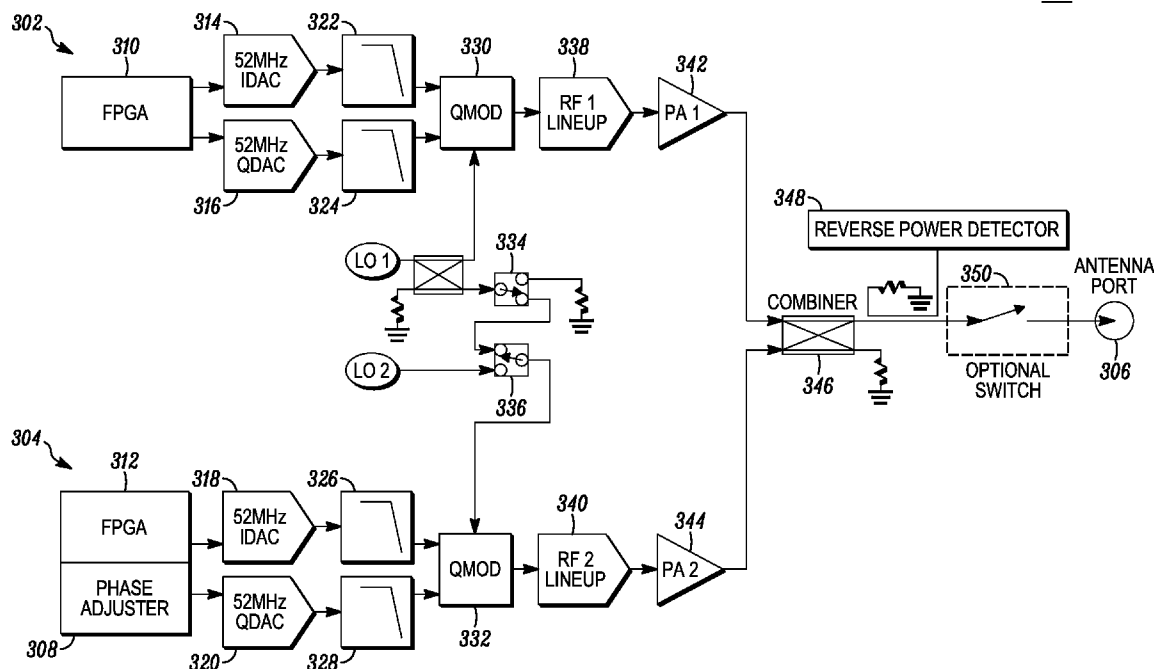 302
310
FPGA
314
52MHz
IDAC
322
330
QMOD
338
RF 1
LINEUP
342
PA 1
52MHz
QDAC
316
324
348
REVERSE POWER DETECTOR
LO 1
334
350
ANTENNA
PORT
COMBINER
LO 2
336
346
OPTIONAL
SWITCH
306
304
312
FPGA
318
52MHz
IDAC
326
340
RF 2
LINEUP
344
PA 2
QMOD
332
PHASE
ADJUSTER
308
52MHz
QDAC
320
328